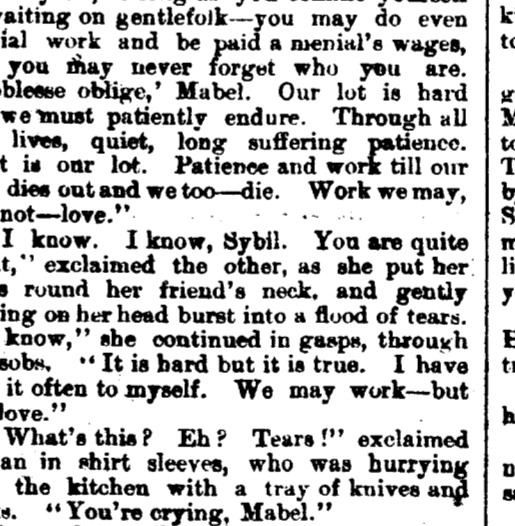 waiting on gentlefolk—you may do even
ial work and be paid a menial's wages,
you may never forget who you are.
blesse oblige,' Mabel. Our lot is hard
we must patiently endure. Through all
lives, quiet, long suffering patience.
t is our lot. Patience and work till our
dies out and we too—die. Work we may,
not—love."
I know. I know, Sybil. You are quite
t," exclaimed the other, as she put her
s round her friend's neck, and gently
ing on her head burst into a flood of tears.
know," she continued in gasps, through
sobs. "It is hard but it is true. I have
it often to myself. We may work—but
love."
What's this? Eh? Tears!" exclaimed
an in shirt sleeves, who was hurrying
the kitchen with a tray of knives and
s. "You're crying, Mabel."